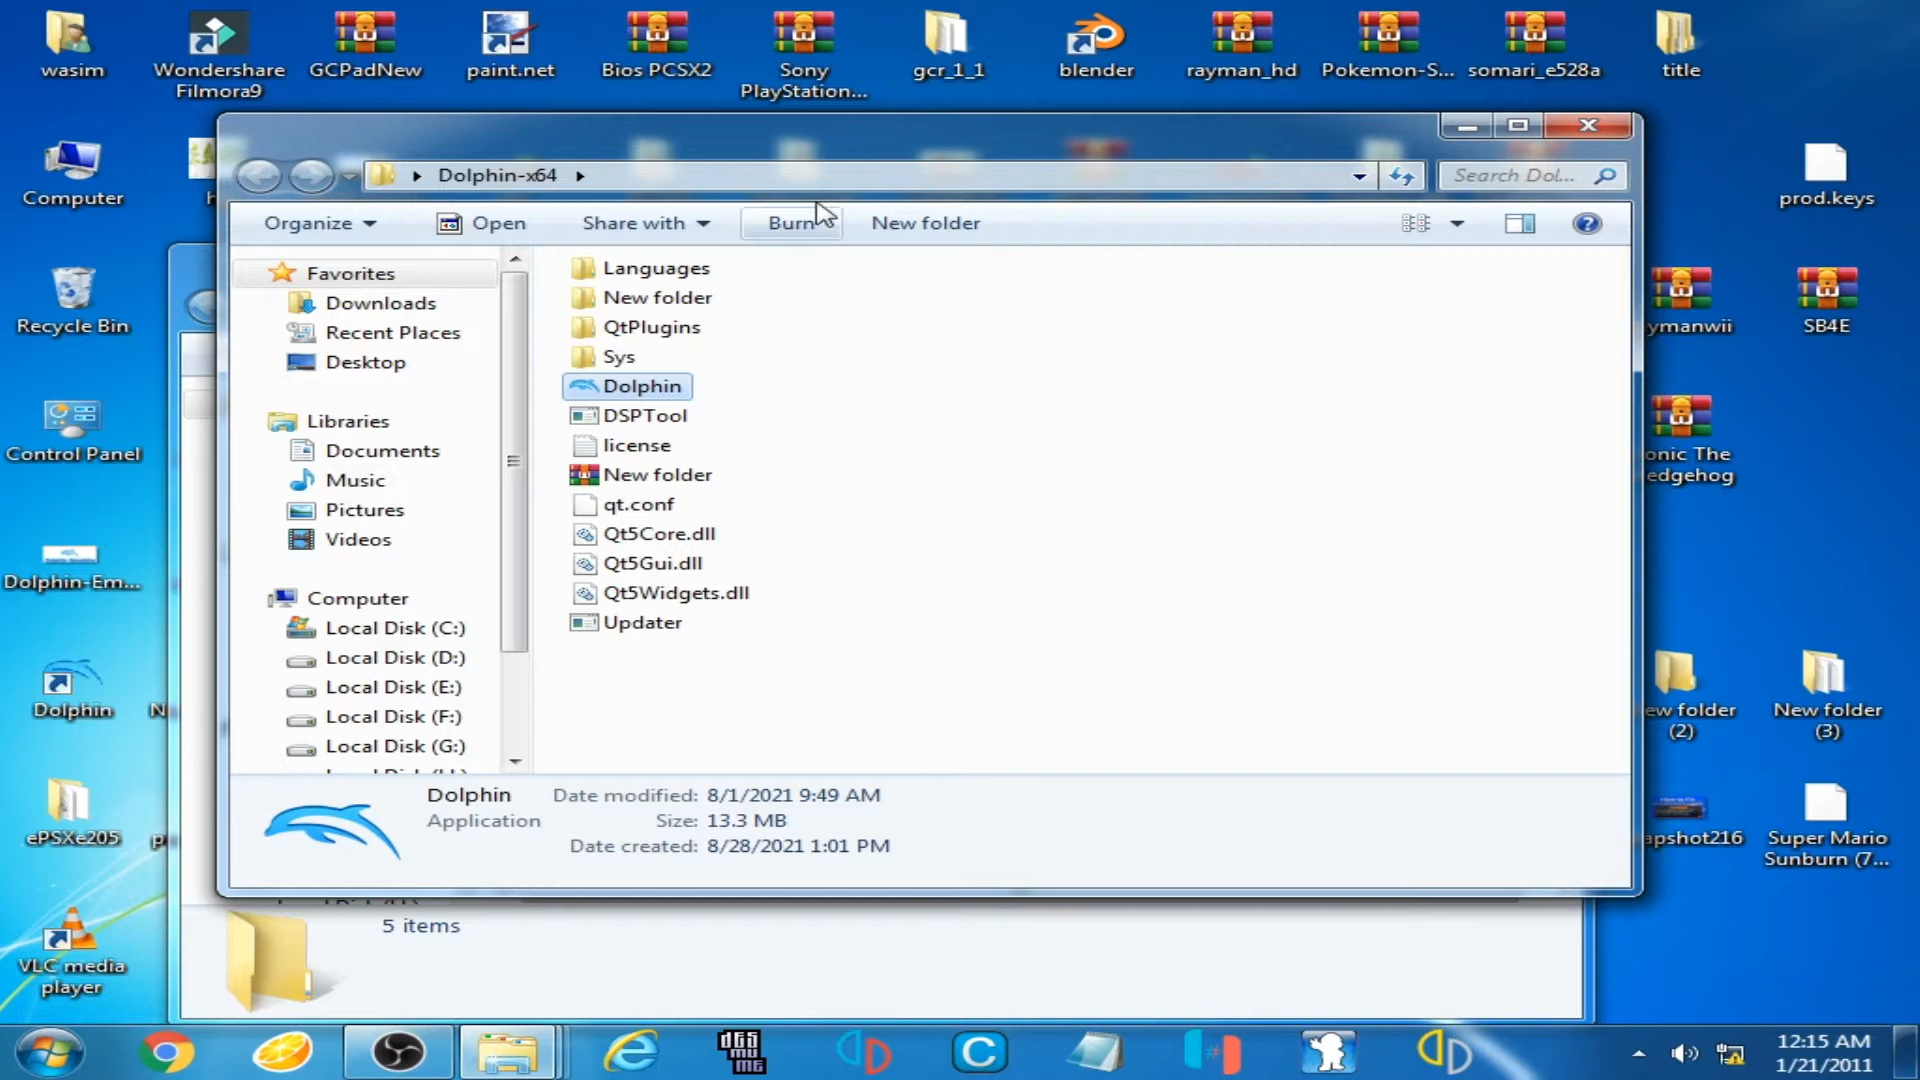 wasim
Wondershare
Filmora9
GCPadNew
paint.net
Bios PCSX2
Sony
PlayStation...
gcr_1_1
blender
rayman_hd
Pokemon-S...
somari_e528a
title
Computer
prod.keys
Dolphin-x64
Search Dol...
Organize
Open
Share with
Burn
New folder
Recycle Bin
Control Panel
Dolphin-Em...
Dolphin
N
ePSXe205
VLC media
player
Favorites
Downloads
Recent Places
Desktop
Libraries
Documents
Music
Pictures
Videos
Computer
Local Disk (C:)
Local Disk (D:)
Local Disk (E:)
Local Disk (F:)
Local Disk (G:)
Languages
New folder
QtPlugins
Sys
Dolphin
DSPTool
license
New folder
qt.conf
Qt5Core.dll
Qt5Gui.dll
Qt5Widgets.dll
Updater
ymanwii
SB4E
onic The
edgehog
ew folder
(2)
New folder
(3)
apshot216
Super Mario
Sunburn (7...
Dolphin
Date modified: 8/1/2021 9:49 AM
Application
Size: 13.3 MB
Date created: 8/28/2021 1:01 PM
5 items
de5
mu
me
12:15 AM
1/21/2011